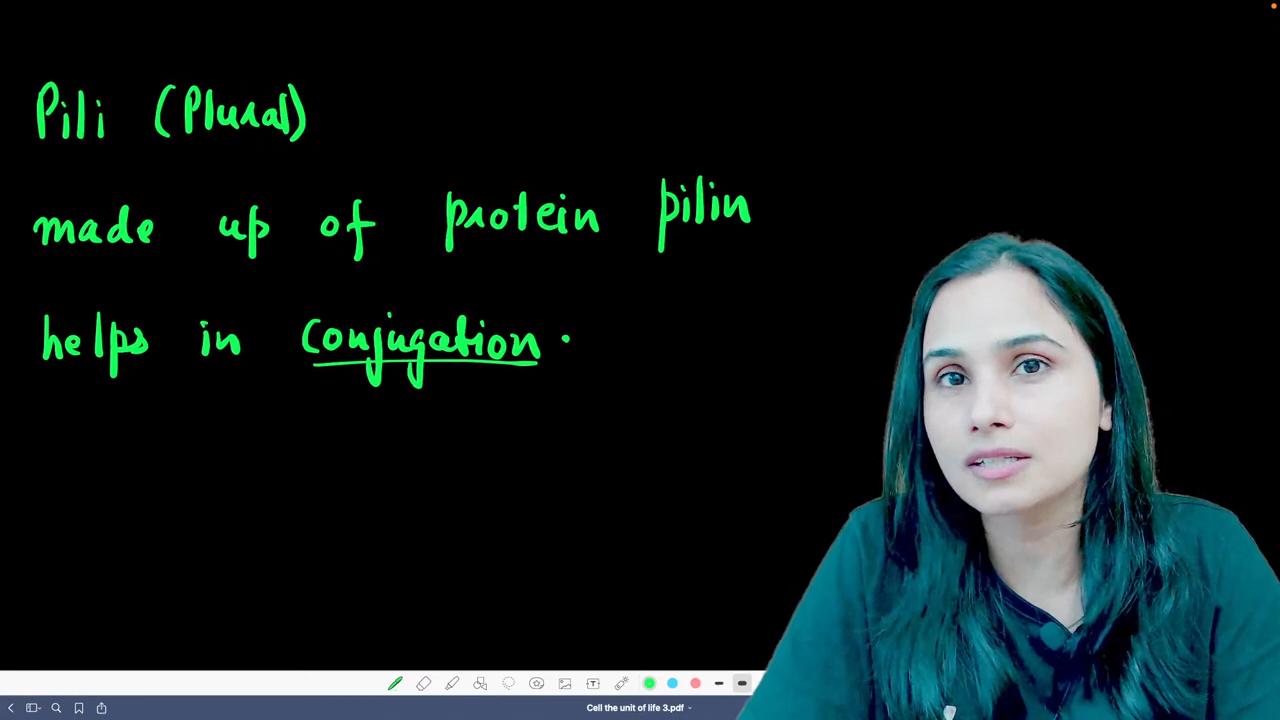 Pili (Plural)
made up of protein pilin
helps in conjugation.
Cell the unit of life 3.pdf